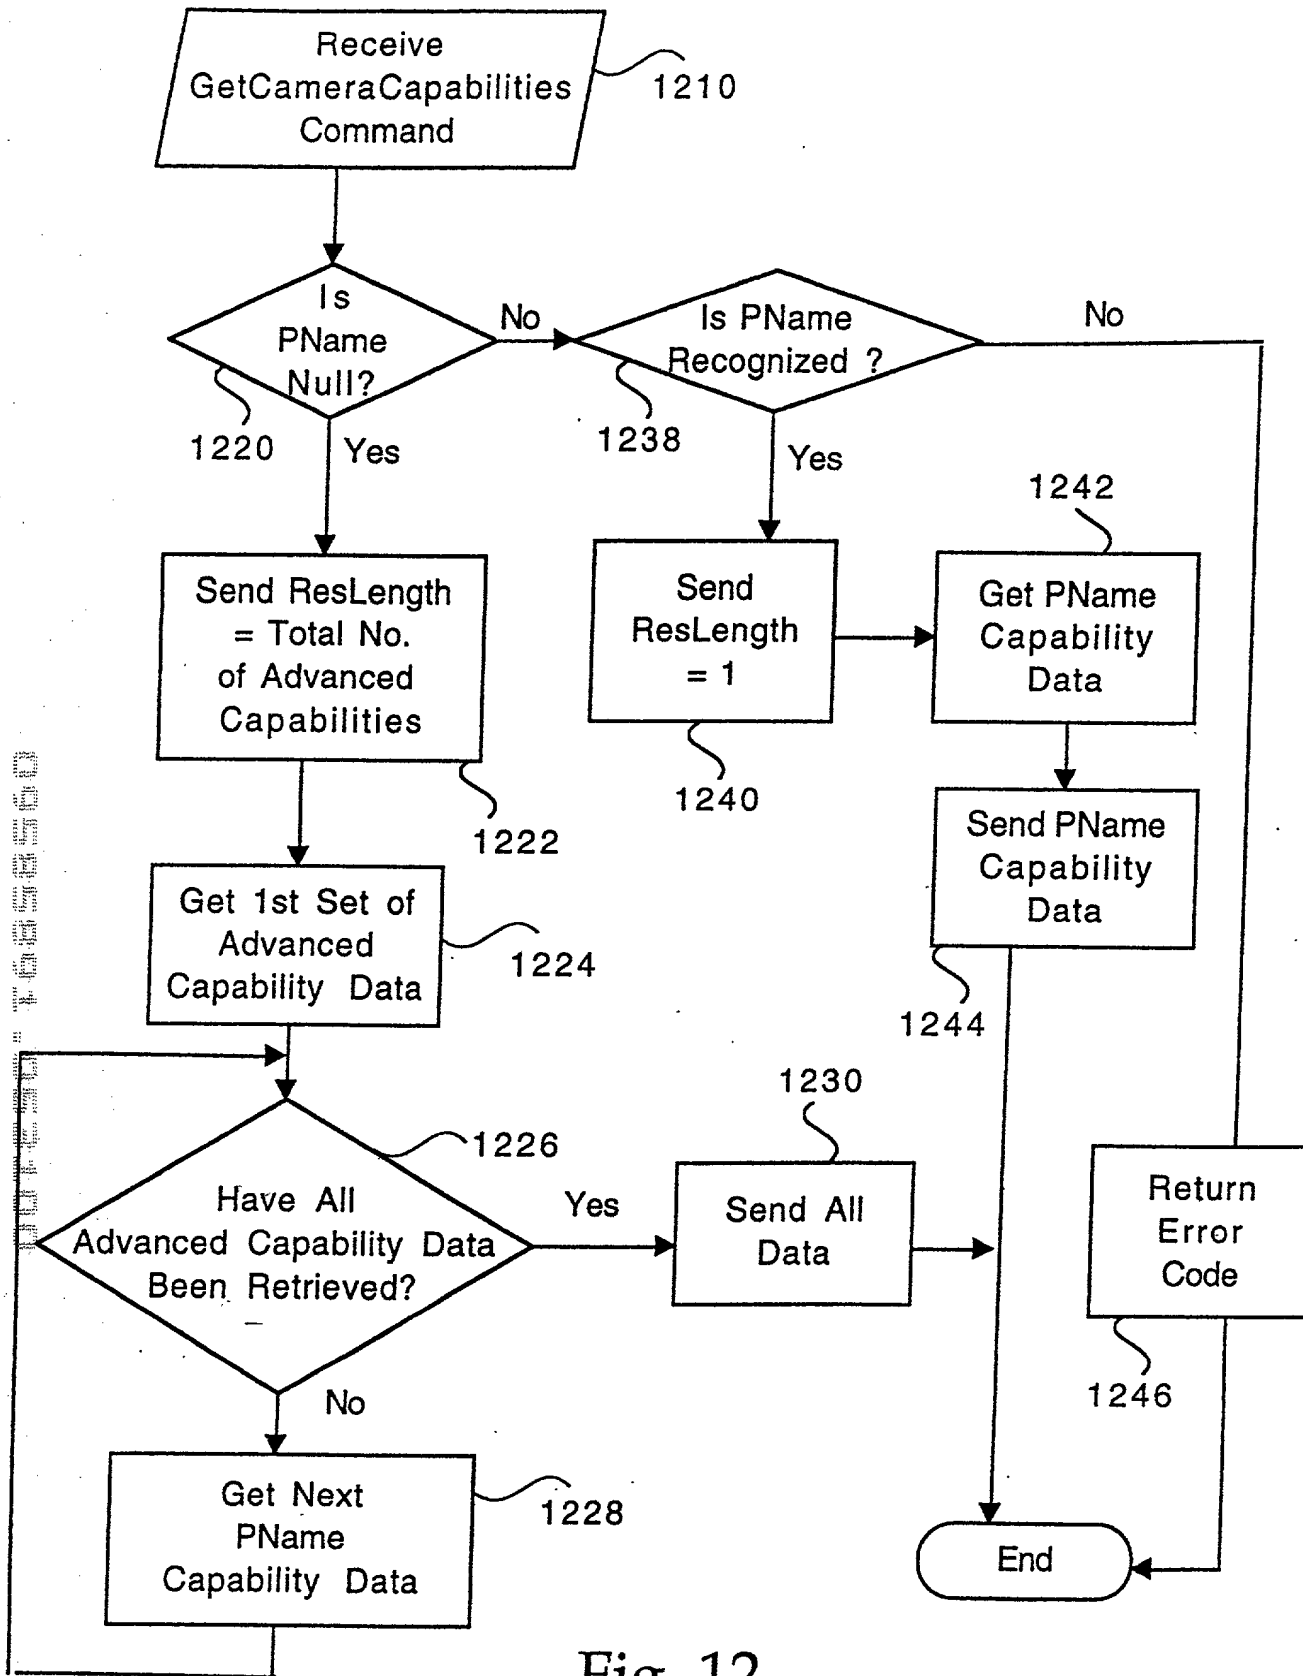 Receive
GetCameraCapabilities
Command
1210
Is
PName
Null?
1220
No
Yes
Is PName
Recognized ?
1238
No
Yes
Send ResLength
= Total No.
of Advanced
Capabilities
1222
Send
ResLength
= 1
1240
1242
Get PName
Capability
Data
Send PName
Capability
Data
1244
Get 1st Set of
Advanced
Capability Data
1224
1226
Have All
Advanced Capability Data
Been Retrieved?
Yes
No
1230
Send All
Data
Return
Error
Code
1246
Get Next
PName
Capability Data
1228
End
Fig. 12